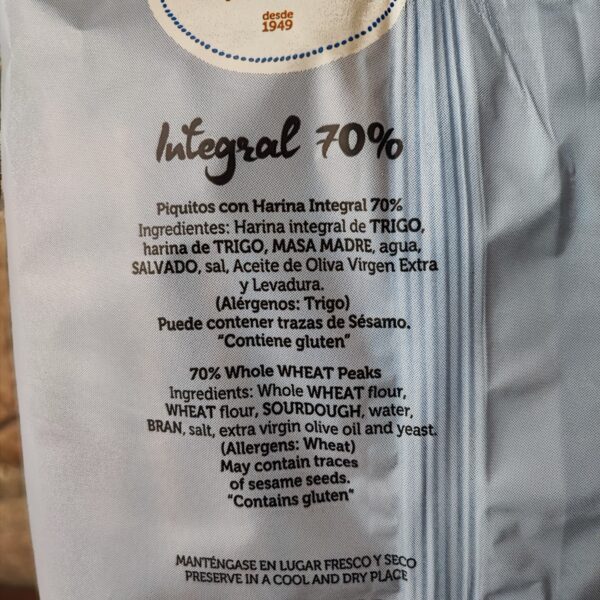 desde
1949
Integral 70%
Piquitos con Harina Integral 70%
Ingredientes: Harina integral de TRIGO,
harina de TRIGO, MASA MADRE, agua,
SALVADO, sal, Aceite de Oliva Virgen Extra
y Levadura.
(Alérgenos: Trigo)
Puede contener trazas de Sésamo.
“Contiene gluten”
70% Whole WHEAT Peaks
Ingredients: Whole WHEAT flour,
WHEAT flour, SOURDOUGH, water,
BRAN, salt, extra virgin olive oil and yeast.
(Allergens: Wheat)
May contain traces
of sesame seeds.
“Contains gluten”
MANTÉNGASE EN LUGAR FRESCO Y SECO
PRESERVE IN A COOL AND DRY PLACE